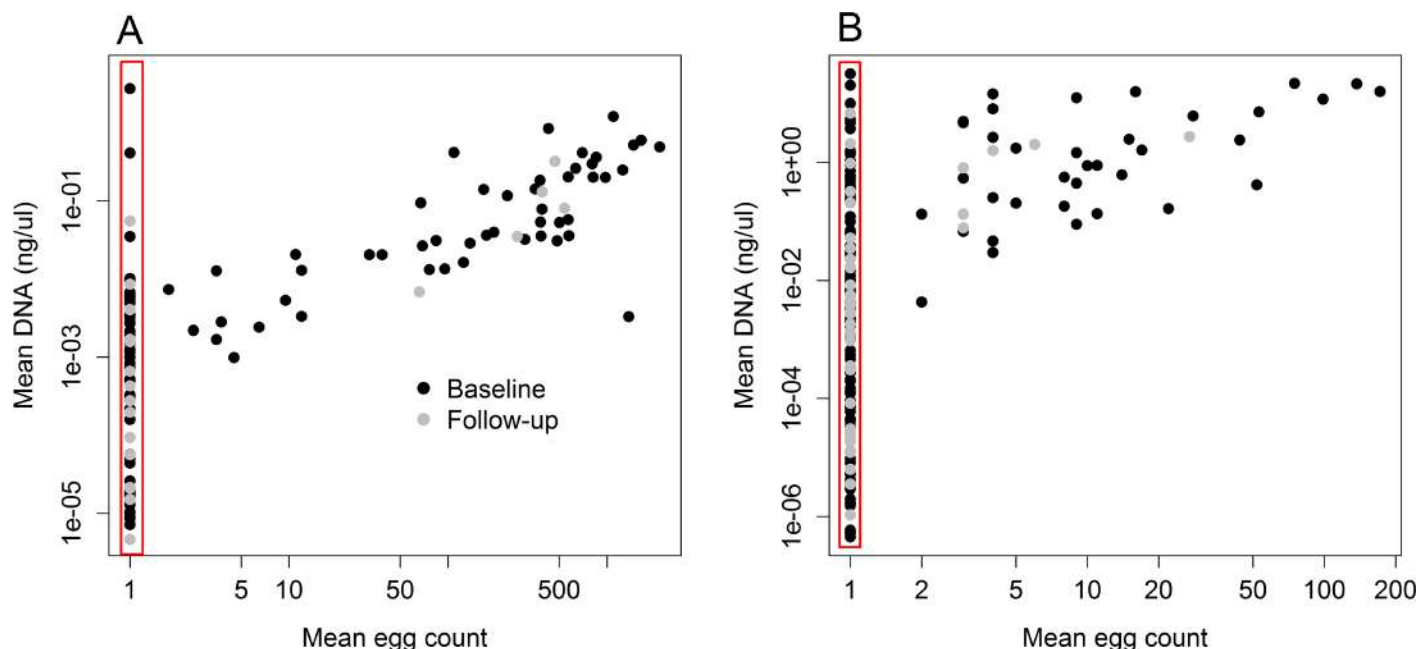 A
B
Mean DNA (ng/ul)
1e-01
1e-03
1e-05
Baseline
Follow-up
1 5 10 50 500
Mean egg count
Mean DNA (ng/ul)
1e+00
1e-02
1e-04
1e-06
1 2 5 10 20 50 100 200
Mean egg count